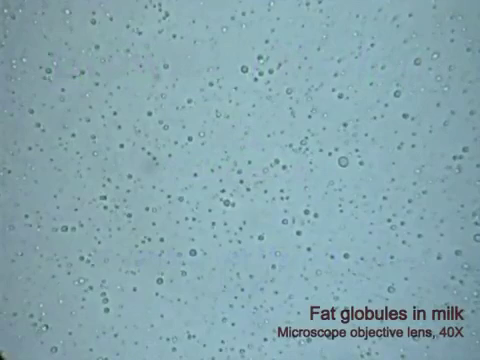 Fat globules in milk
Microscope objective lens, 40X